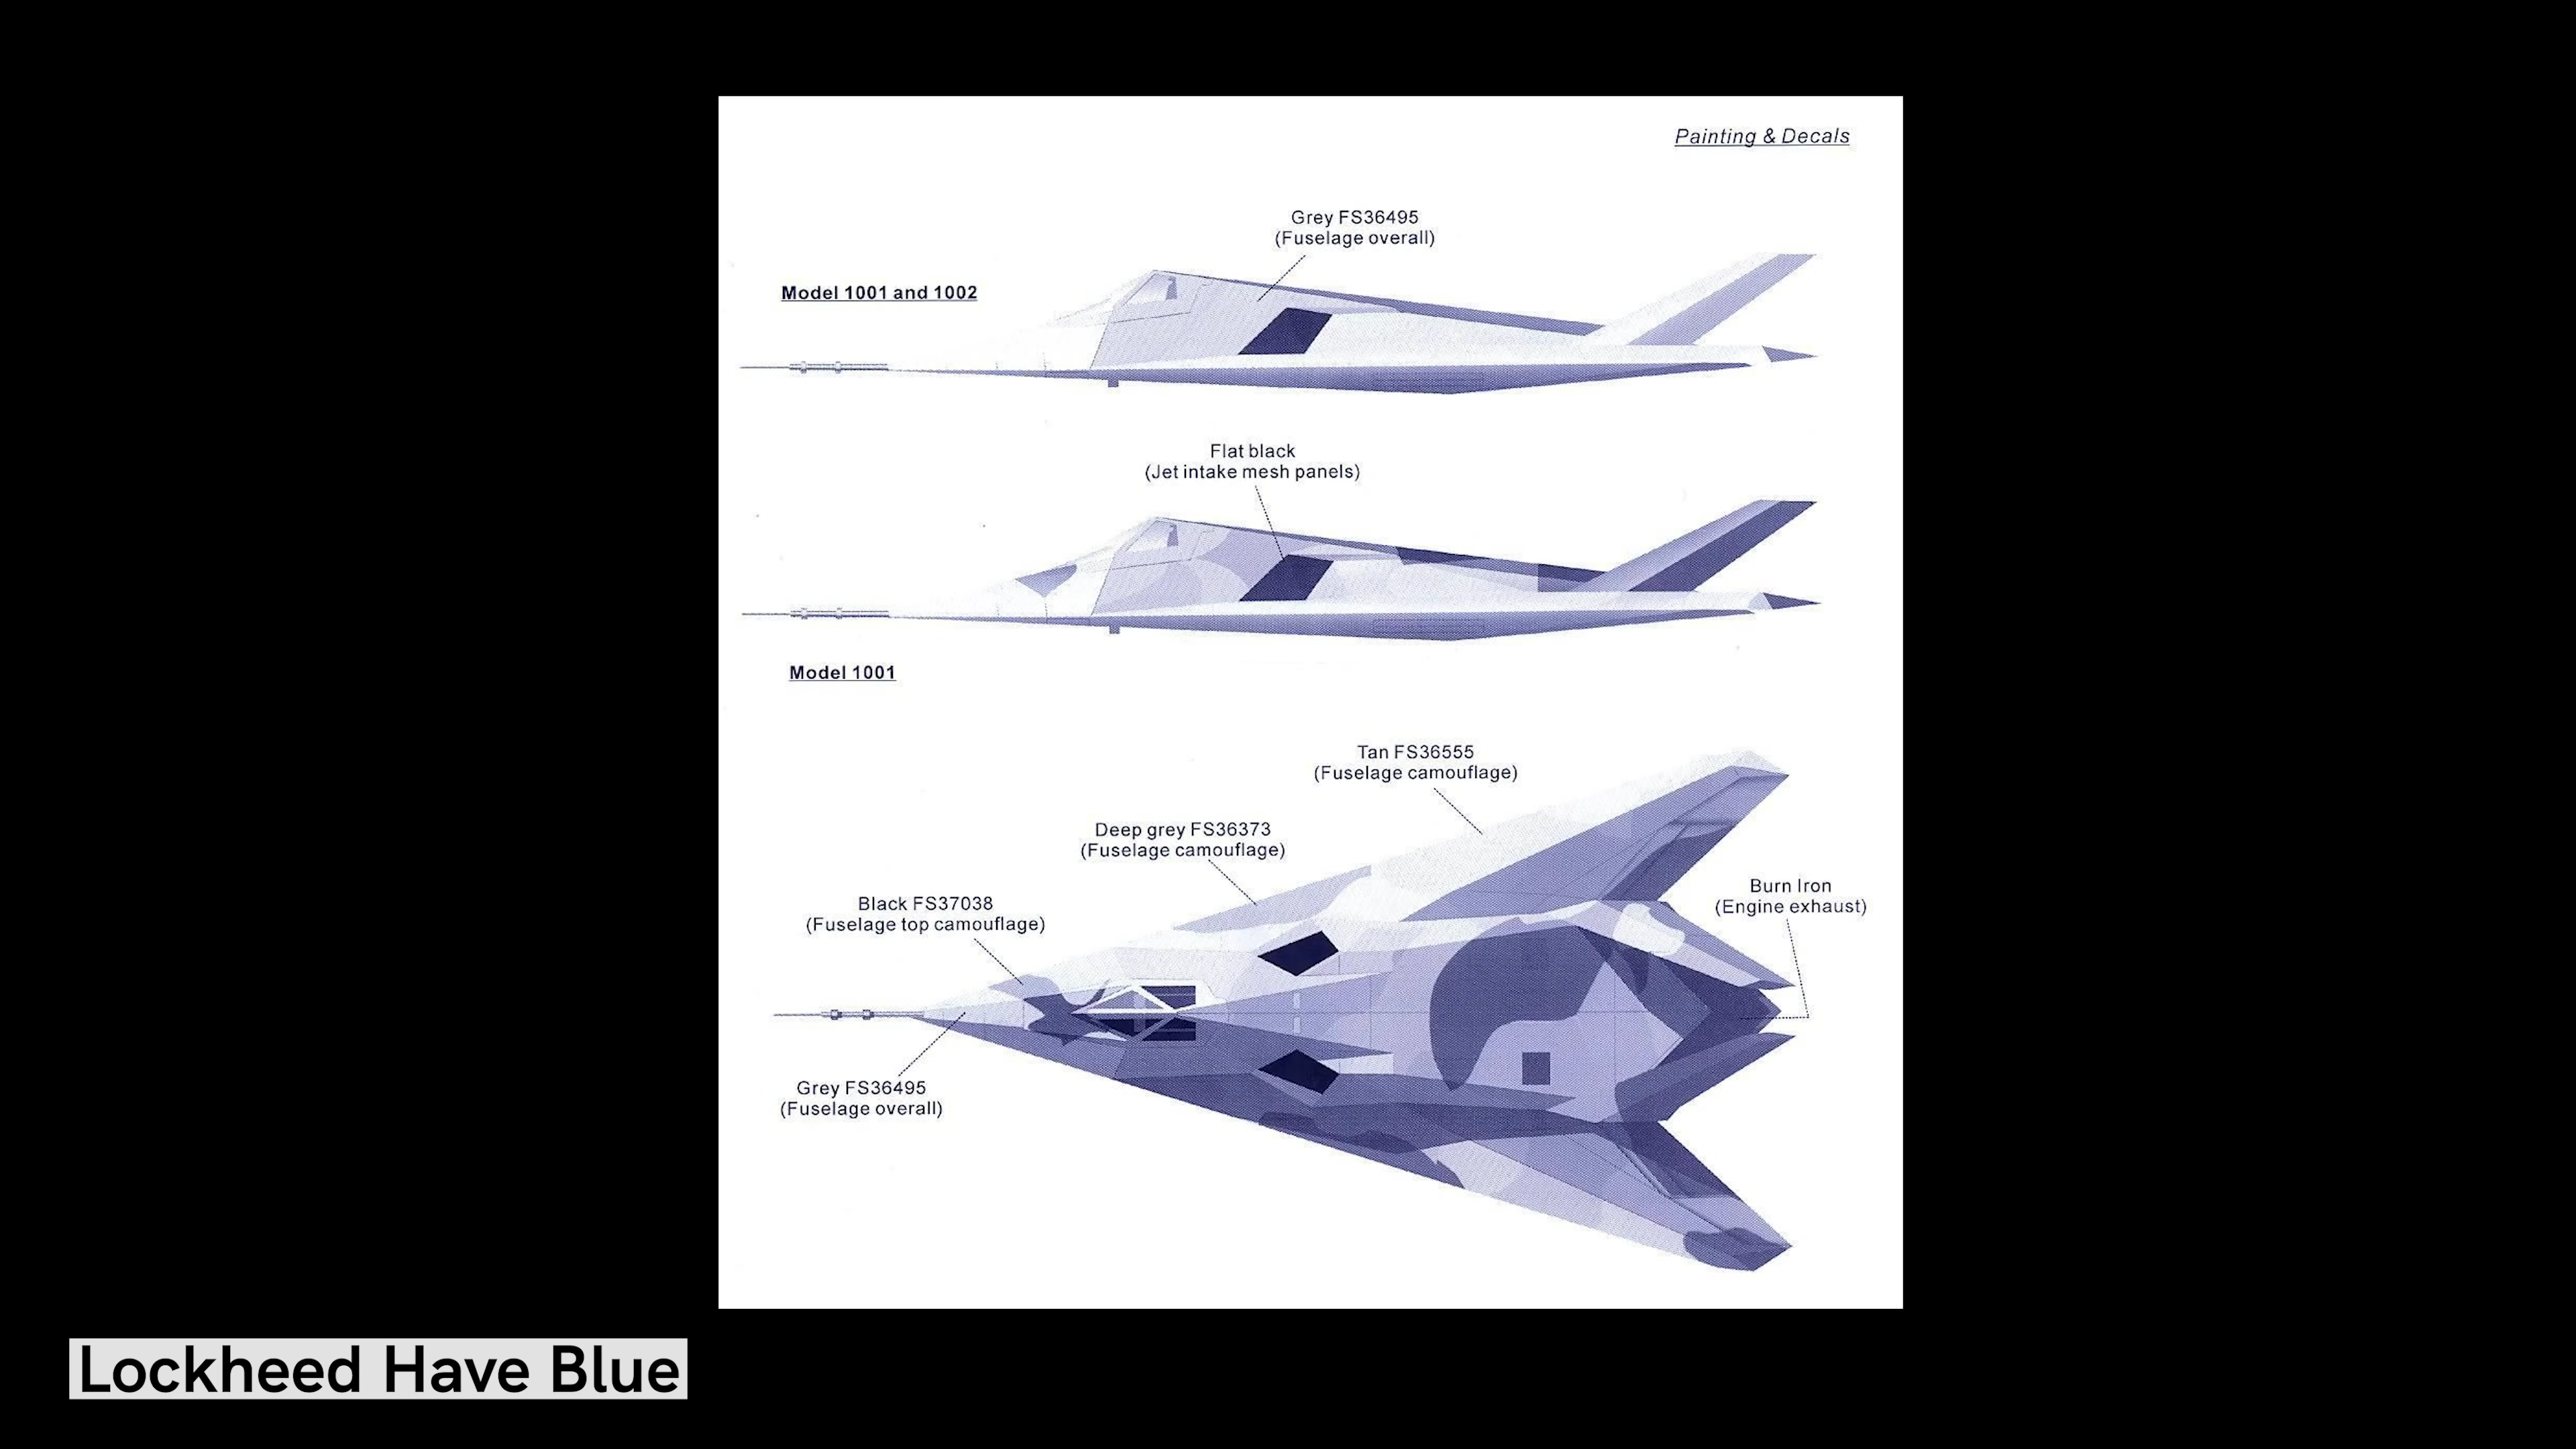 Painting & Decals
Grey FS36495
(Fuselage overall)
Model 1001 and 1002
Flat black
(Jet intake mesh panels)
Model 1001
Tan FS36555
(Fuselage camouflage)
Deep grey FS36373
(Fuselage camouflage)
Black FS37038
(Fuselage top camouflage)
Burn Iron
(Engine exhaust)
Grey FS36495
(Fuselage overall)
Lockheed Have Blue